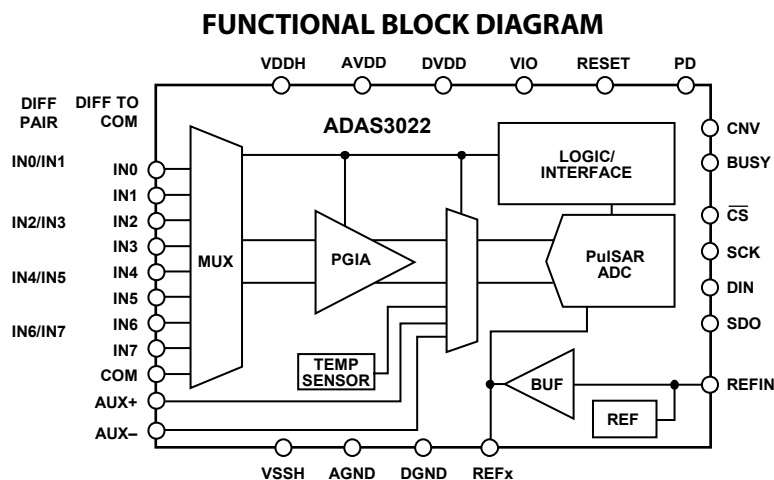 FUNCTIONAL BLOCK DIAGRAM
VDDH AVDD DVDD VIO RESET PD
DIFF PAIR
DIFF TO COM
ADAS3022
IN0/IN1
IN2/IN3
IN4/IN5
IN6/IN7
IN0
IN1
IN2
IN3
IN4
IN5
IN6
IN7
COM
AUX+
AUX–
MUX
PGIA
TEMP
SENSOR
LOGIC/
INTERFACE
PulSAR
ADC
BUF
REF
CNV
BUSY
CS
SCK
DIN
SDO
REFIN
VSSH AGND DGND REFx